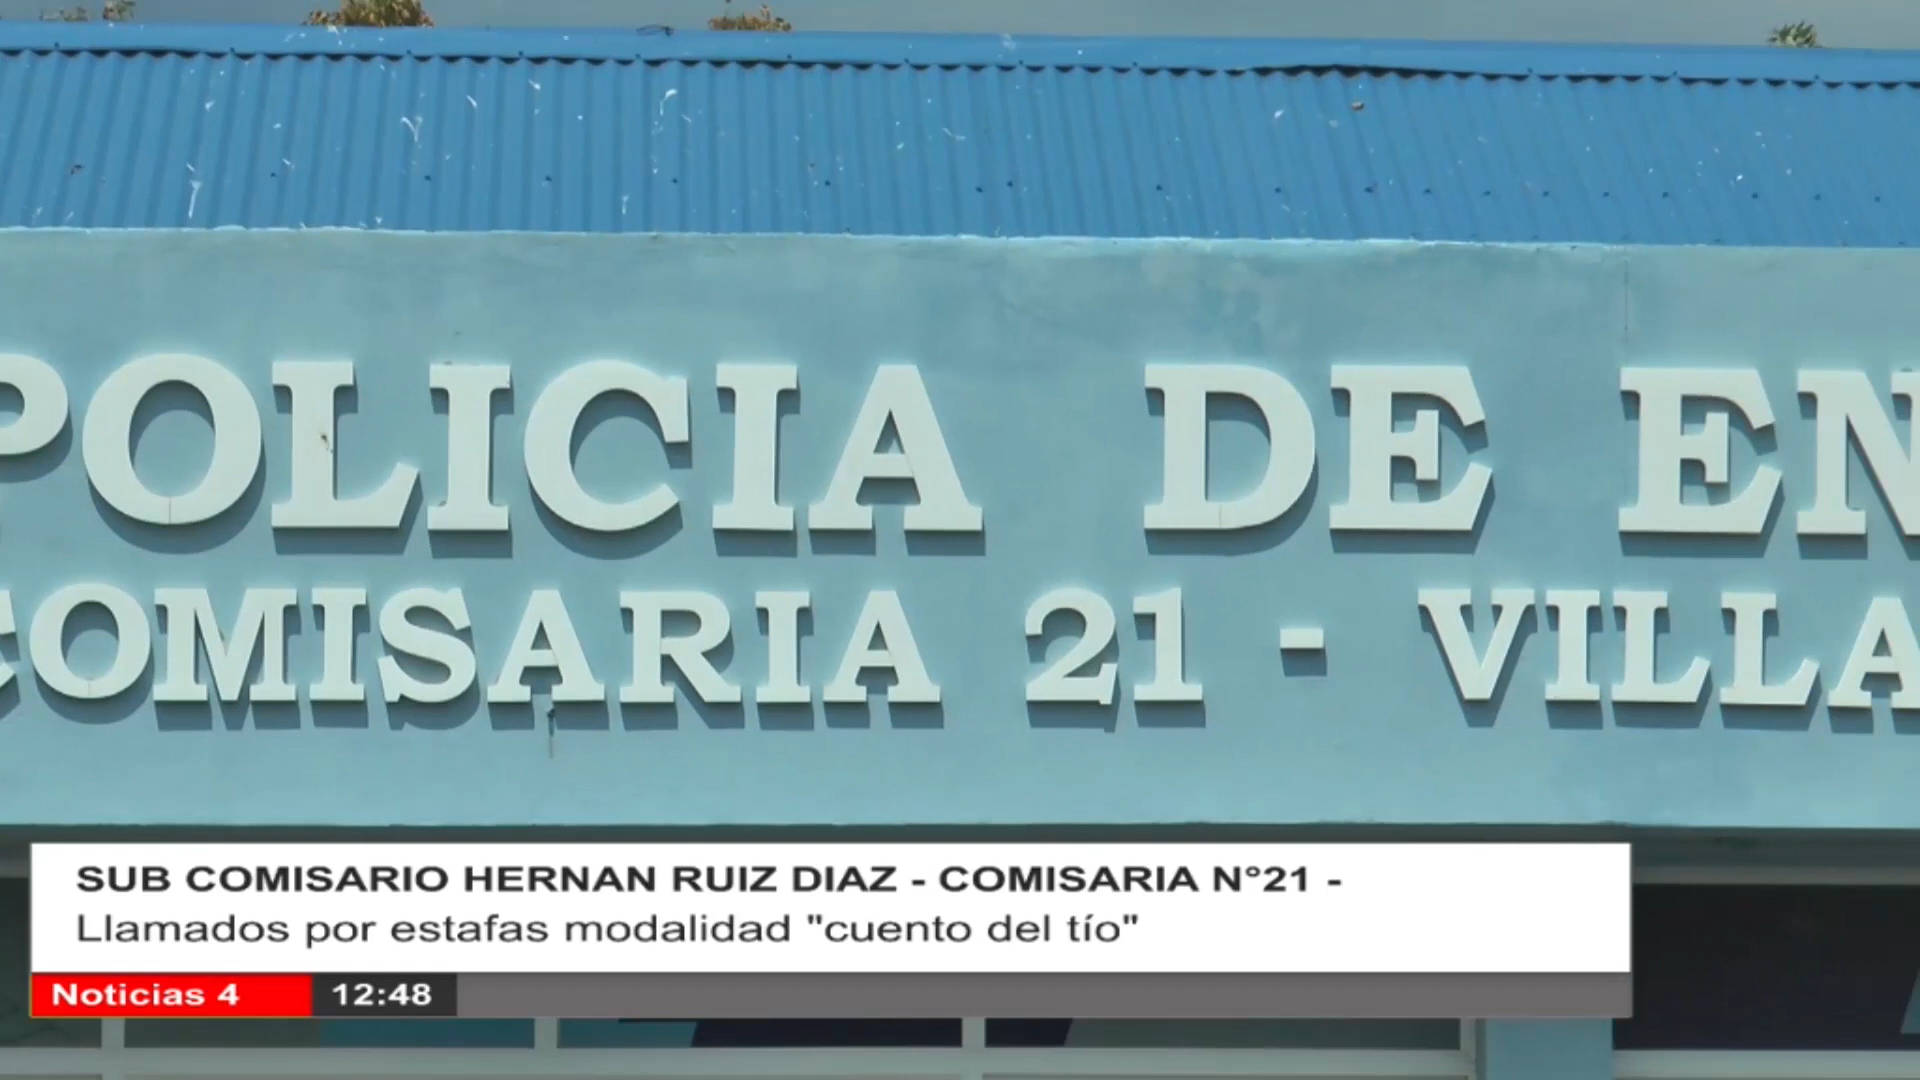 POLICIA DE EN
COMISARIA 21 - VILLA
SUB COMISARIO HERNAN RUIZ DIAZ - COMISARIA N°21 -
Llamados por estafas modalidad "cuento del tío"
Noticias 4
12:48